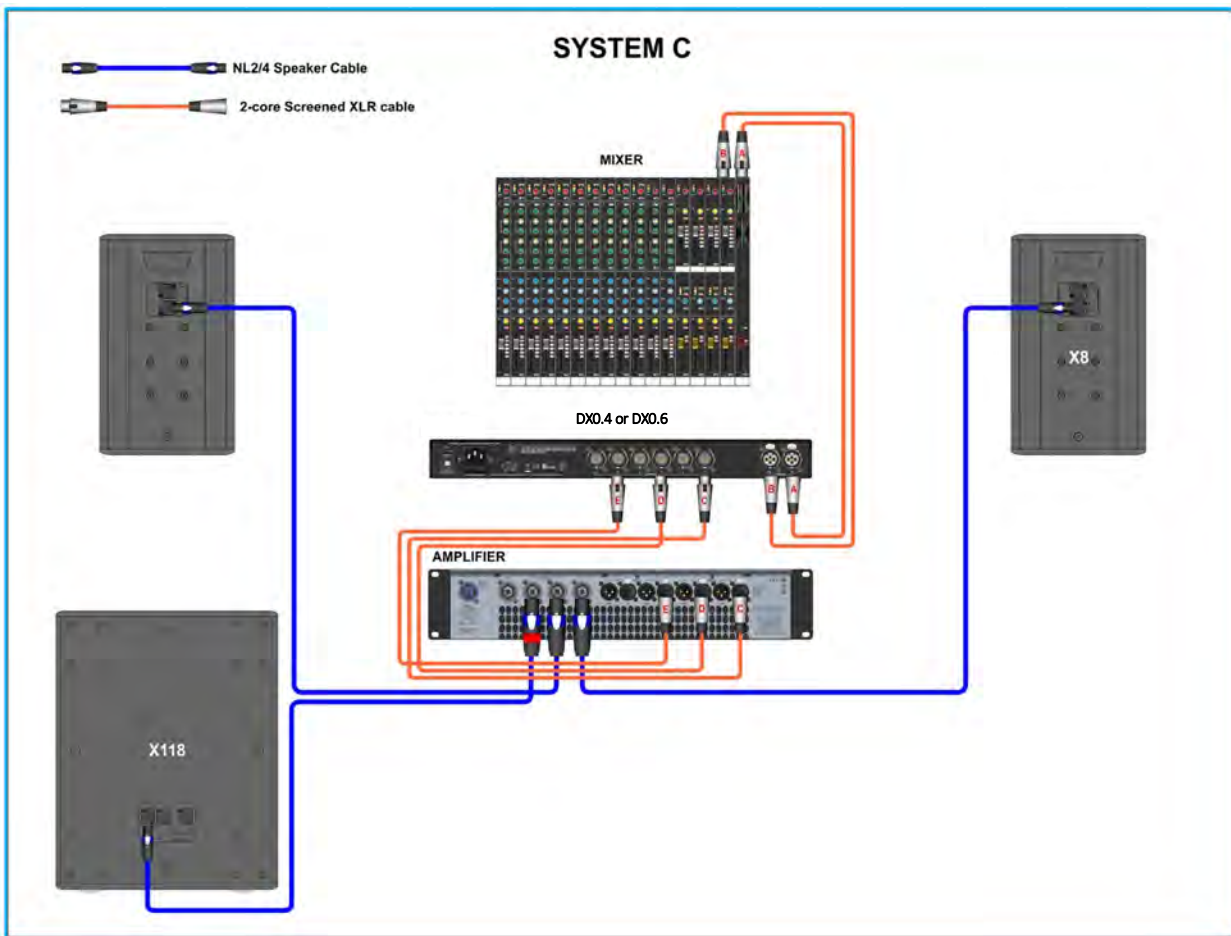 SYSTEM C
NL2/4 Speaker Cable
2-core Screened XLR cable
B A
MIXER
X8
DX0.4 or DX0.6
E D C B A
AMPLIFIER
E D C
X118